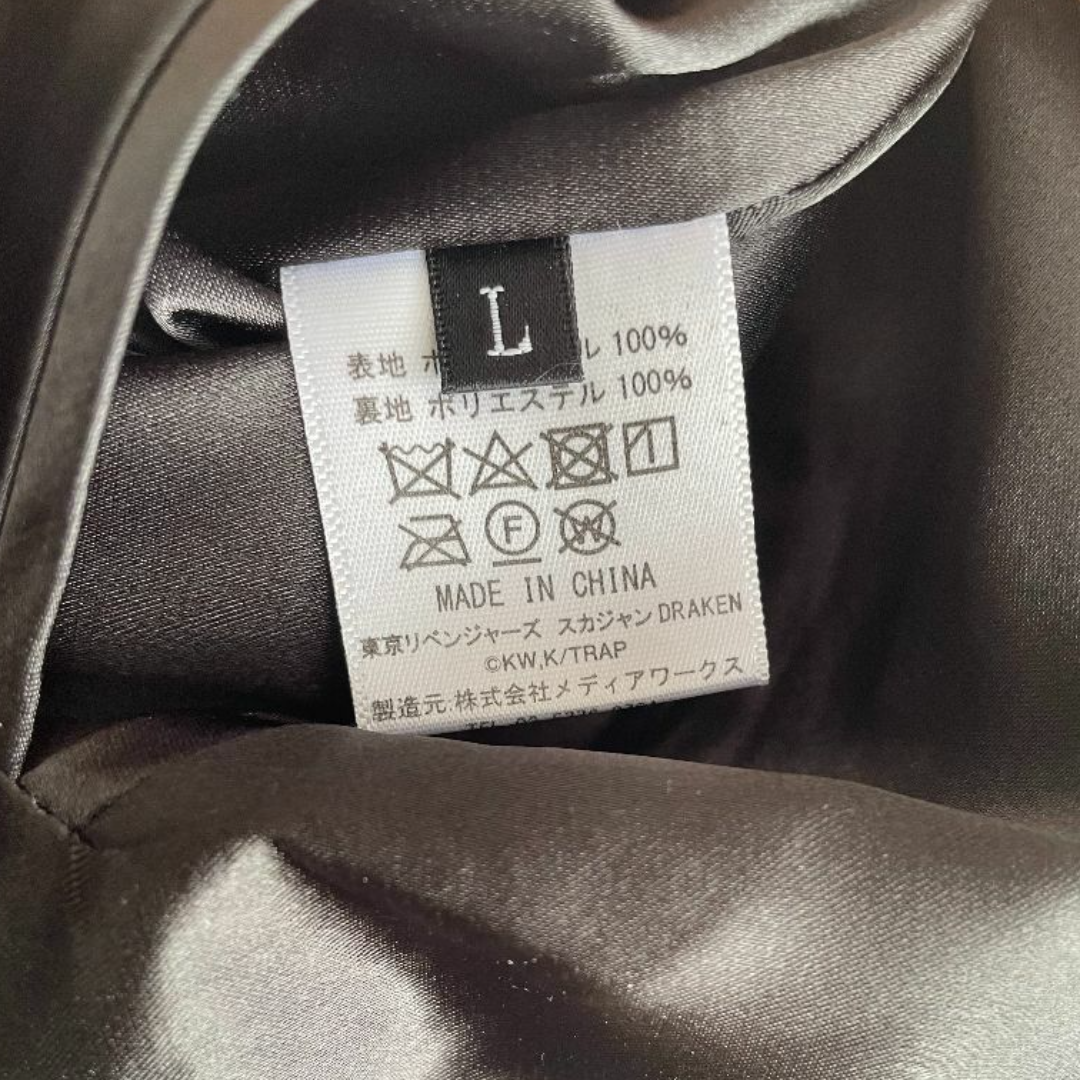 L
表地 ル 100%
裏地 ポリエステル 100%
F W
MADE IN CHINA
東京リベンジャーズ スカジャン DRAKEN
©KW,K/TRAP
製造元 株式会社メディアワークス